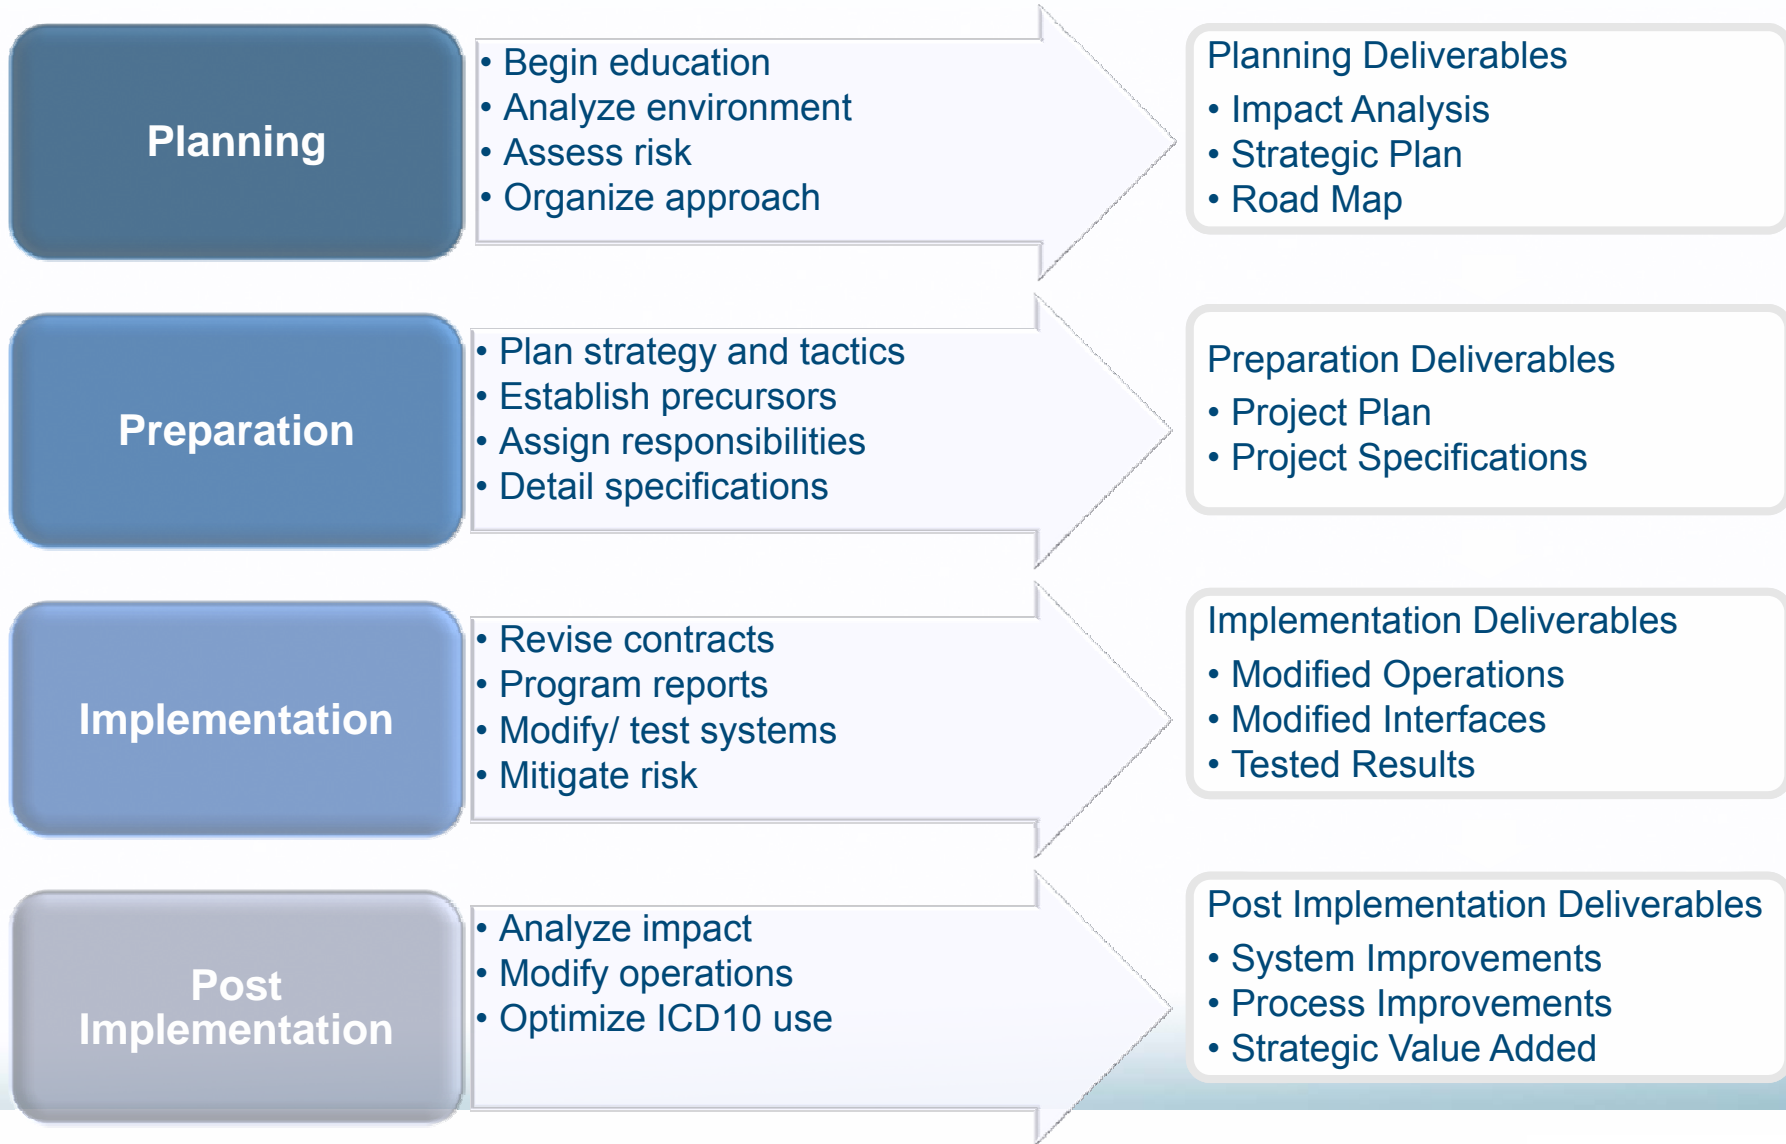 Planning
• Begin education
• Analyze environment
• Assess risk
• Organize approach
Planning Deliverables
• Impact Analysis
• Strategic Plan
• Road Map
Preparation
• Plan strategy and tactics
• Establish precursors
• Assign responsibilities
• Detail specifications
Preparation Deliverables
• Project Plan
• Project Specifications
Implementation
• Revise contracts
• Program reports
• Modify/ test systems
• Mitigate risk
Implementation Deliverables
• Modified Operations
• Modified Interfaces
• Tested Results
Post
Implementation
• Analyze impact
• Modify operations
• Optimize ICD10 use
Post Implementation Deliverables
• System Improvements
• Process Improvements
• Strategic Value Added